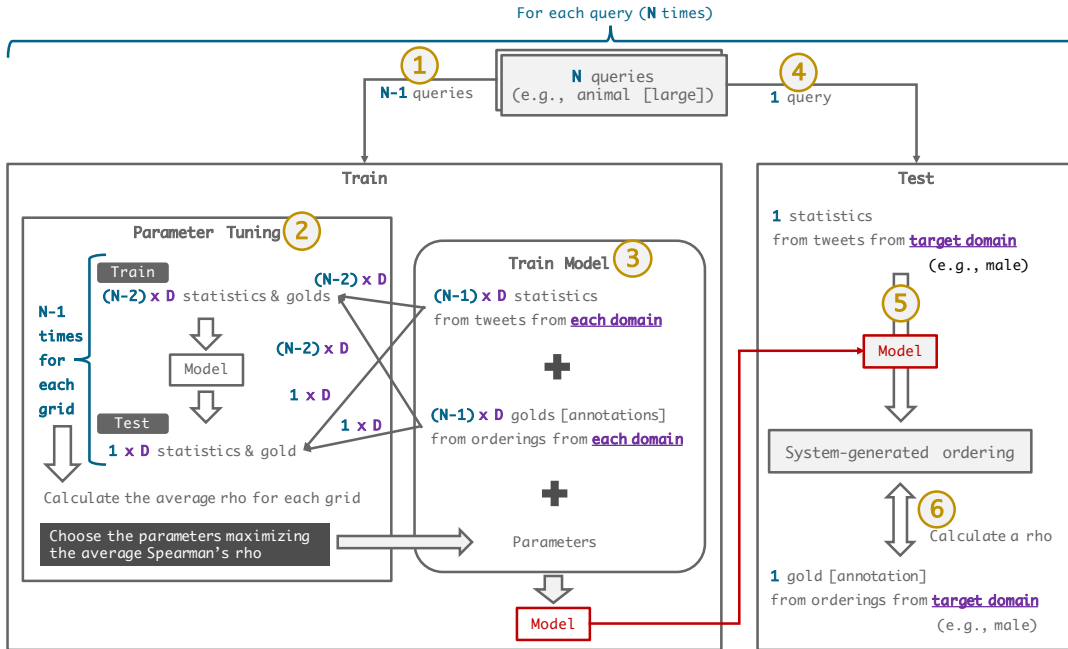 For each query (N times)
1
4
N queries
(e.g., animal [large])
N-1 queries
1 query
Train
Parameter Tuning
2
Train
(N-2) x D statistics & golds
N-1
times
for
each
grid
Model
Test
1 x D statistics & gold
Calculate the average rho for each grid
Choose the parameters maximizing
the average Spearman's rho
(N-2) x D
(N-2) x D
1 x D
1 x D
Train Model
3
(N-1) x D statistics
from tweets from each domain
(N-1) x D golds [annotations]
from orderings from each domain
Parameters
Model
Test
1 statistics
from tweets from target domain
(e.g., male)
5
Model
System-generated ordering
6
Calculate a rho
1 gold [annotation]
from orderings from target domain
(e.g., male)